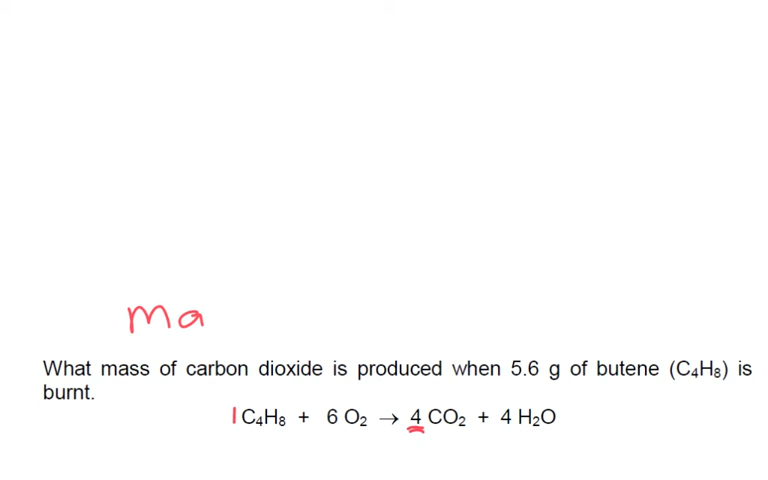 Ma
What mass of carbon dioxide is produced when 5.6 g of butene (C₄H₈) is
burnt.
1 C₄H₈ + 6 O₂ → 4 CO₂ + 4 H₂O